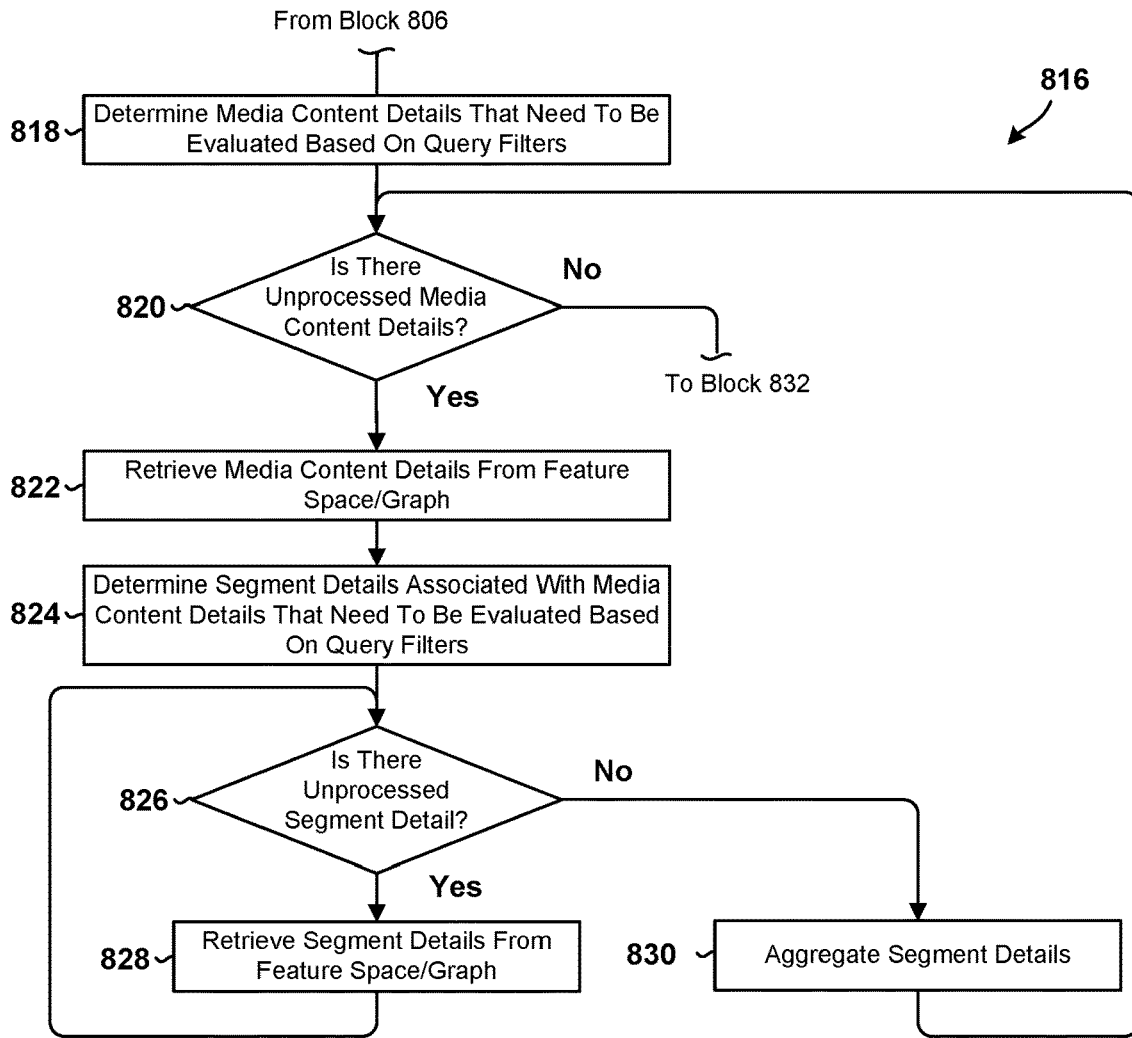 From Block 806
816
818
Determine Media Content Details That Need To Be
Evaluated Based On Query Filters
820
Is There
Unprocessed Media
Content Details?
No
To Block 832
Yes
822
Retrieve Media Content Details From Feature
Space/Graph
824
Determine Segment Details Associated With Media
Content Details That Need To Be Evaluated Based
On Query Filters
826
Is There
Unprocessed
Segment Detail?
No
Yes
828
Retrieve Segment Details From
Feature Space/Graph
830
Aggregate Segment Details